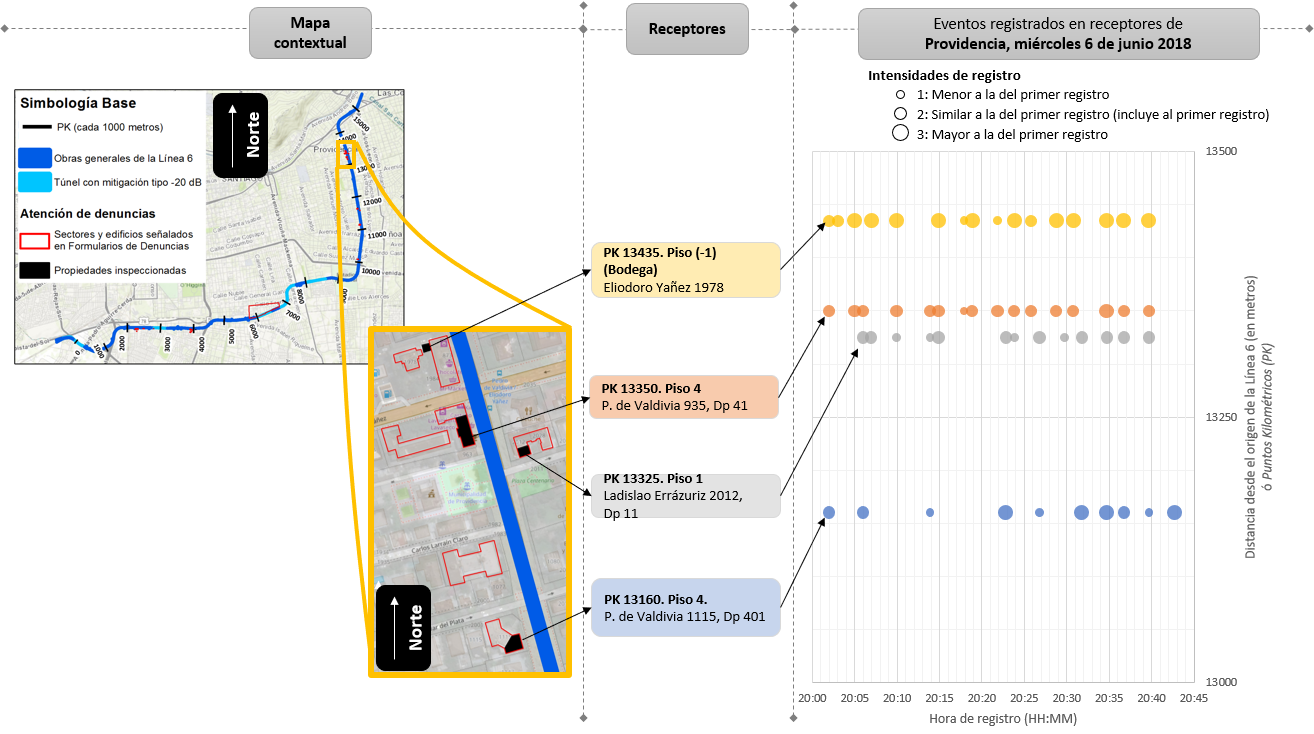 Mapa
contextual
Receptores
Eventos registrados en receptores de
Providencia, miércoles 6 de junio 2018
Simbología Base
PK (cada 1000 metros)
Obras generales de la Línea 6
Túnel con mitigación tipo -20 dB
Atención de denuncias
Sectores y edificios señalados
en Formularios de Denuncias
Propiedades inspeccionadas
Norte
Las Co
15000
14000
Providencia
13000
SANTIAGO
12000
11000
10000
9000
8000
7000
6000
5000
4000
3000
2000
1000
0
Norte
Carlos Larraín Claro
PK 13435. Piso (-1)
(Bodega)
Eliodoro Yañez 1978
PK 13350. Piso 4
P. de Valdivia 935, Dp 41
PK 13325. Piso 1
Ladislao Errázuriz 2012,
Dp 11
PK 13160. Piso 4.
P. de Valdivia 1115, Dp 401
Intensidades de registro
1: Menor a la del primer registro
2: Similar a la del primer registro (incluye al primer registro)
3: Mayor a la del primer registro
13500
13250
13000
Distancia desde el origen de la Línea 6 (en metros)
ó Puntos Kilométricos (PK)
20:00 20:05 20:10 20:15 20:20 20:25 20:30 20:35 20:40 20:45
Hora de registro (HH:MM)